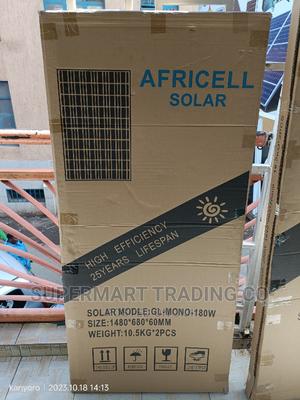 AFRICELL
SOLAR
HIGH EFFICIENCY
25YEARS LIFESPAN
SUPERMART TRADING CO
SOLAR MODLE:GL-MONO-180W
SIZE:1480*680*60MM
WEIGHT:10.5KG*2PCS
Kanyoro | 2023.10.18 14:13